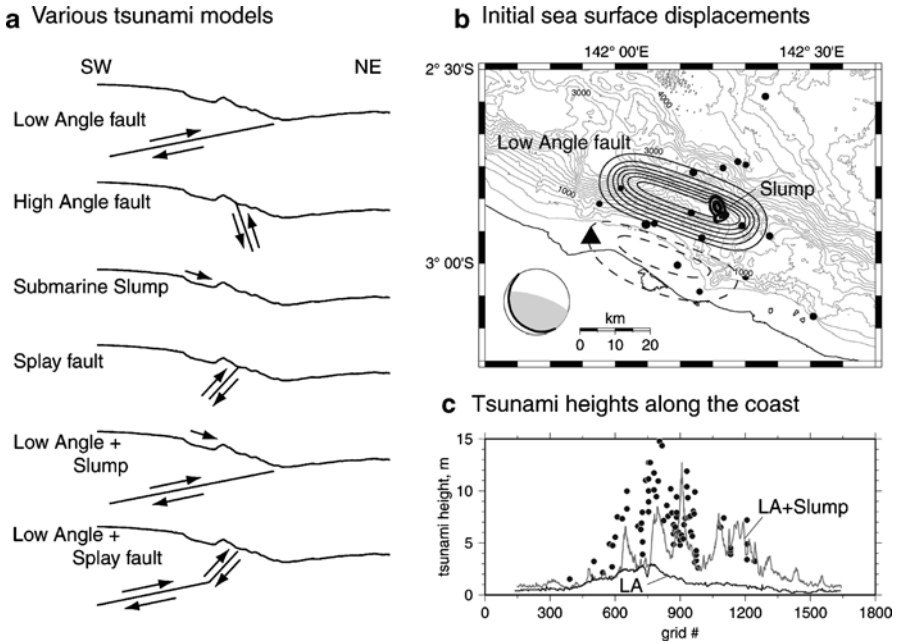 a Various tsunami models
SW NE
Low Angle fault
High Angle fault
Submarine Slump
Splay fault
Low Angle +
Slump
Low Angle +
Splay fault
b Initial sea surface displacements
142° 00'E 142° 30'E
2° 30'S
3° 00'S
3000
4000
3000
1000
1000
Low Angle fault
Slump
km
0 10 20
c Tsunami heights along the coast
tsunami height, m
15
10
5
0
LA+Slump
LA
0 300 600 900 1200 1500 1800
grid #